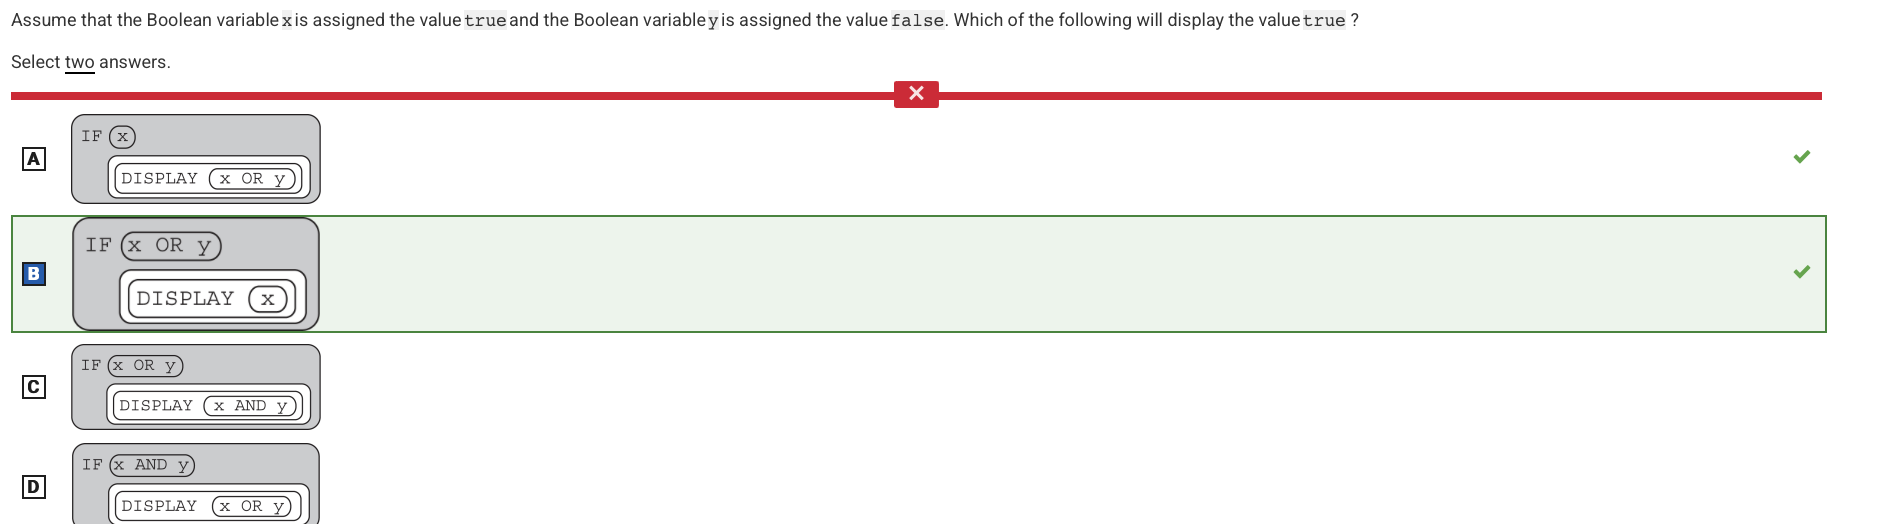 Assume that the Boolean variable x is assigned the value true and the Boolean variable y is assigned the value false. Which of the following will display the value true ?
Select two answers.
A
IF x
DISPLAY x OR y
B
IF x OR y
DISPLAY x
C
IF x OR y
DISPLAY x AND y
D
IF x AND y
DISPLAY x OR y